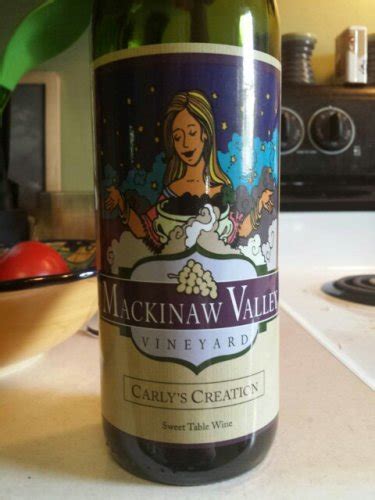 MACKINAW VALLEY
VINEYARD
CARLY'S CREATION
Sweet Table Wine